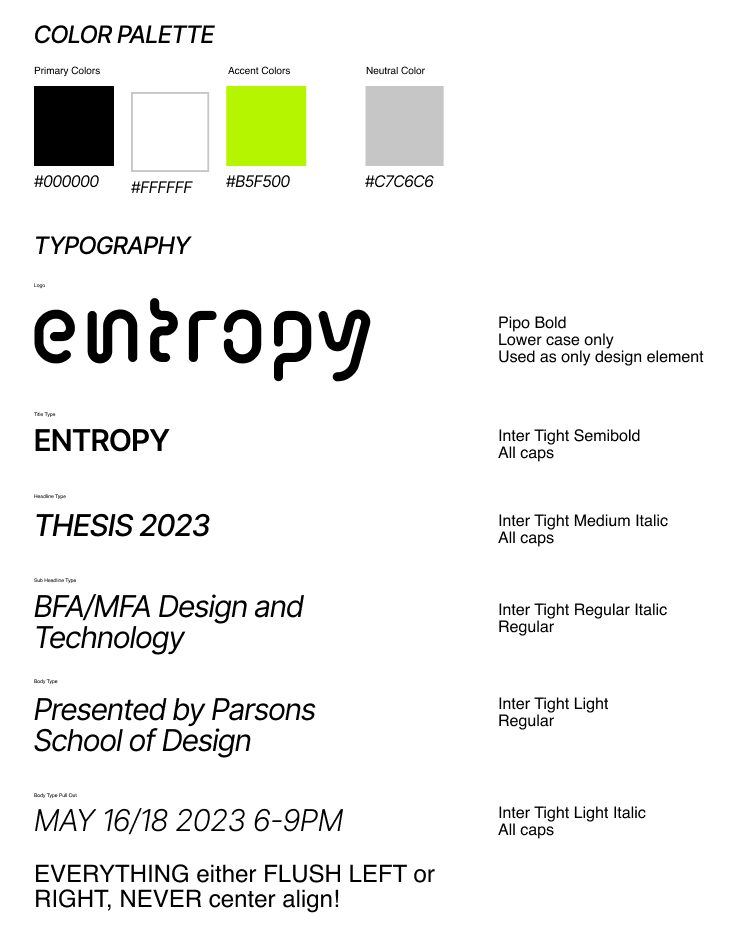 COLOR PALETTE
Primary Colors
Accent Colors
Neutral Color
#000000
#FFFFFF
#B5F500
#C7C6C6
TYPOGRAPHY
Logo
entropy
Pipo Bold
Lower case only
Used as only design element
Title Type
ENTROPY
Inter Tight Semibold
All caps
Headline Type
THESIS 2023
Inter Tight Medium Italic
All caps
Sub Headline Type
BFA/MFA Design and
Technology
Inter Tight Regular Italic
Regular
Body Type
Presented by Parsons
School of Design
Inter Tight Light
Regular
Body Type Pull Out
MAY 16/18 2023 6-9PM
Inter Tight Light Italic
All caps
EVERYTHING either FLUSH LEFT or
RIGHT, NEVER center align!